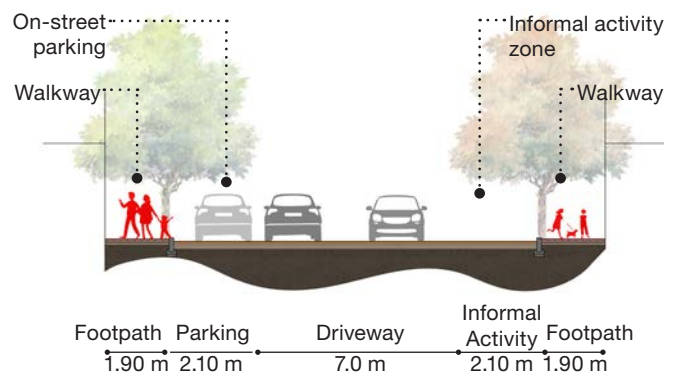 On-street
parking
Walkway
Informal activity
zone
Walkway
Footpath
1.90 m
Parking
2.10 m
Driveway
7.0 m
Informal
Activity
2.10 m
Footpath
1.90 m